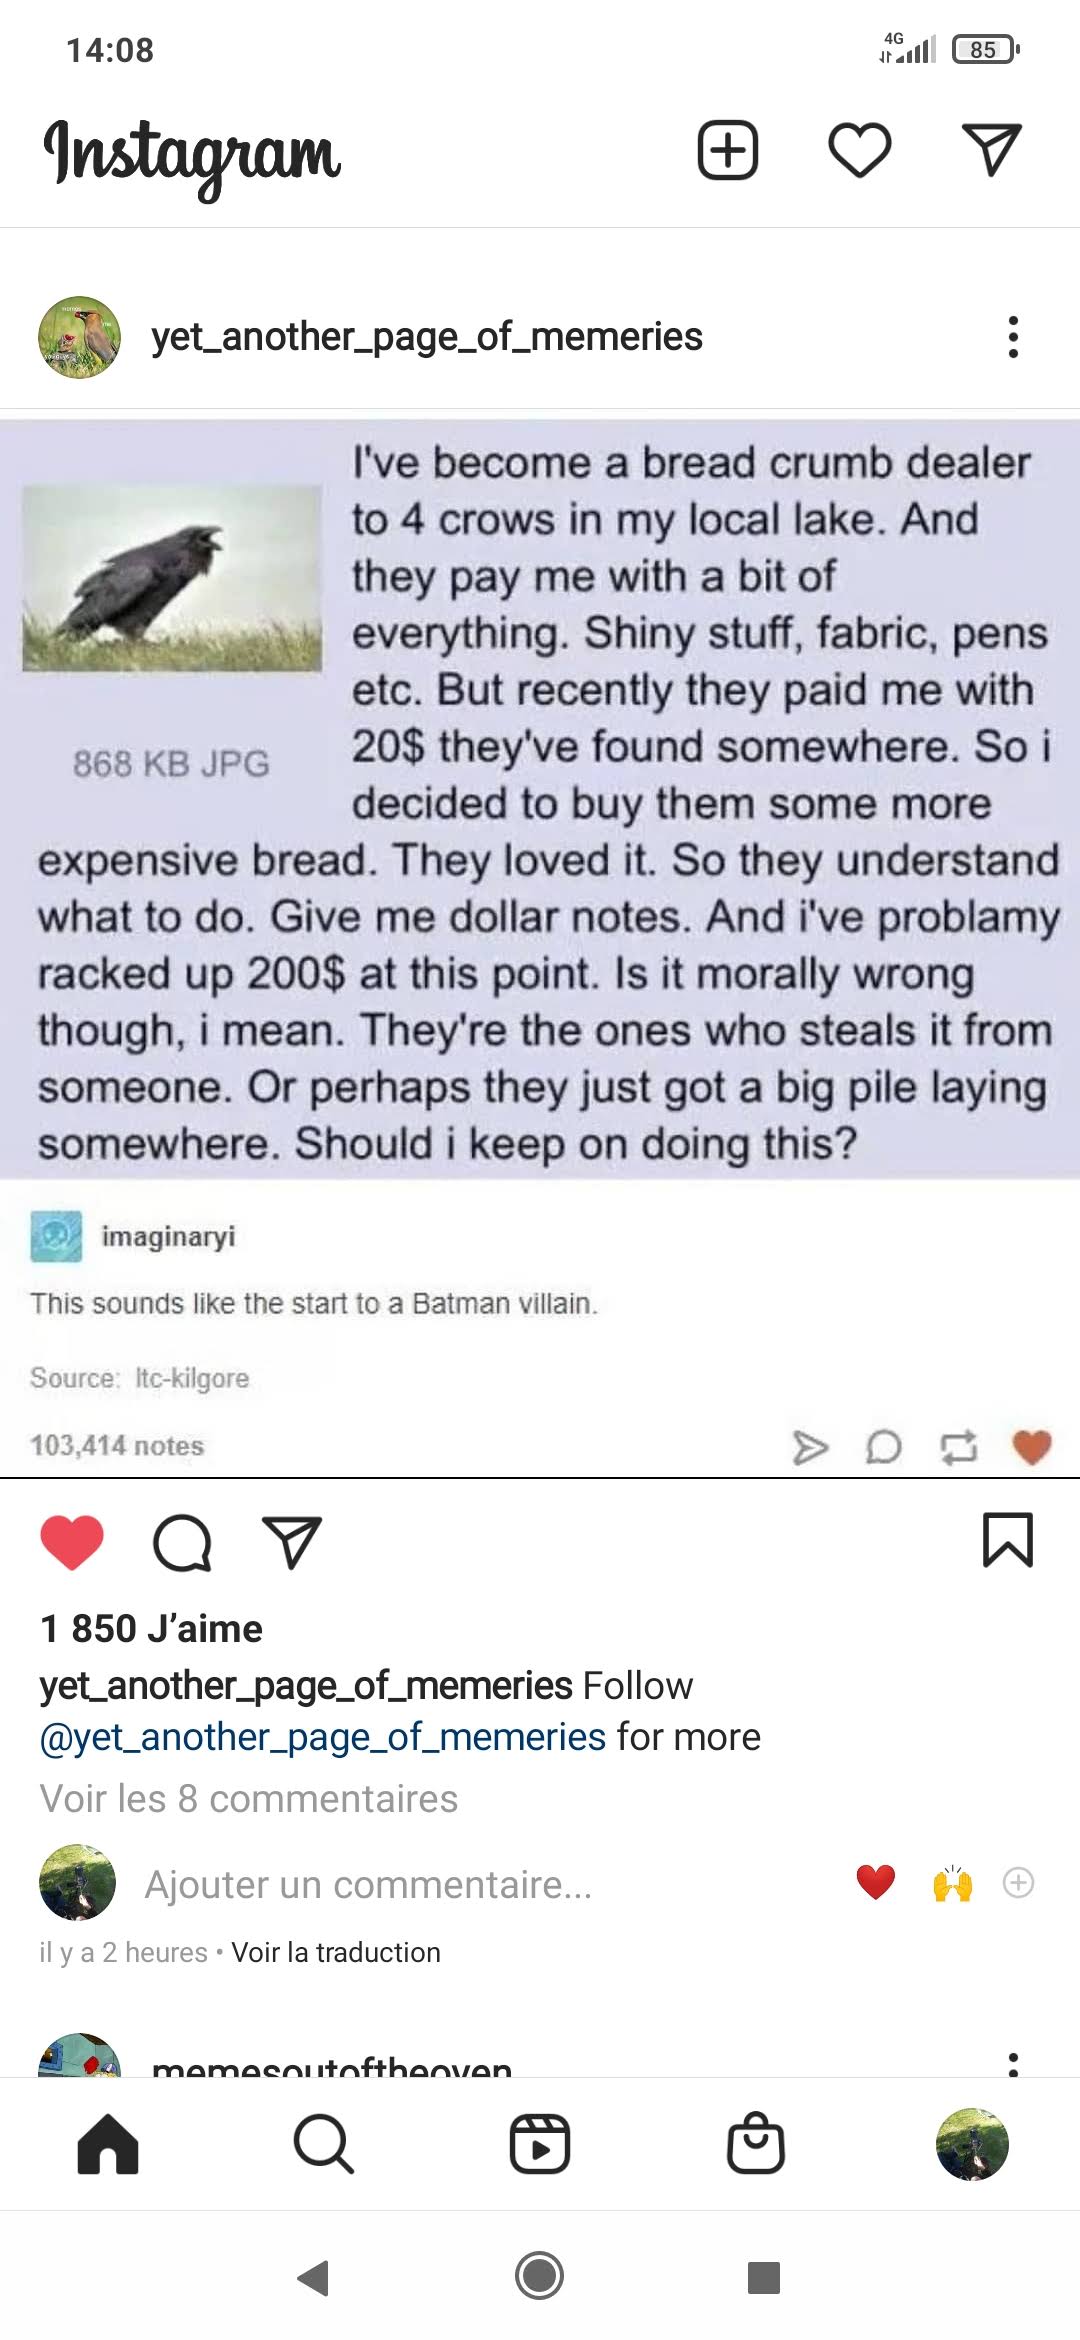 14:08
4G
85
Instagram
yet_another_page_of_memeries
I've become a bread crumb dealer
to 4 crows in my local lake. And
they pay me with a bit of
everything. Shiny stuff, fabric, pens
etc. But recently they paid me with
868 KB JPG
20$ they've found somewhere. So i
decided to buy them some more
expensive bread. They loved it. So they understand
what to do. Give me dollar notes. And i've problamy
racked up 200$ at this point. Is it morally wrong
though, i mean. They're the ones who steals it from
someone. Or perhaps they just got a big pile laying
somewhere. Should i keep on doing this?
imaginaryi
This sounds like the start to a Batman villain.
Source: ltc-kilgore
103,414 notes
1 850 J’aime
yet_another_page_of_memeries Follow
@yet_another_page_of_memeries for more
Voir les 8 commentaires
Ajouter un commentaire...
il y a 2 heures • Voir la traduction
memesoutoftheoven